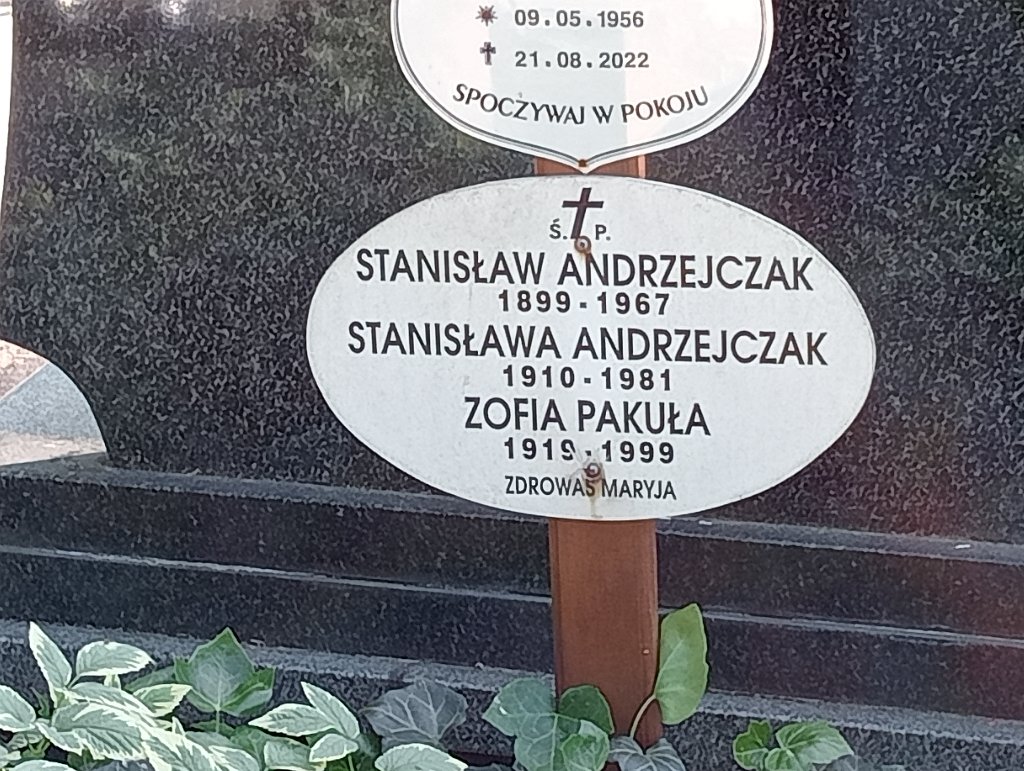 09.05.1956
21.08.2022
SPOCZYWAJ W POKOJU
Ś. P.
STANISŁAW ANDRZEJCZAK
1899-1967
STANISŁAWA ANDRZEJCZAK
1910-1981
ZOFIA PAKUŁA
1919-1999
ZDROWAŚ MARYJA